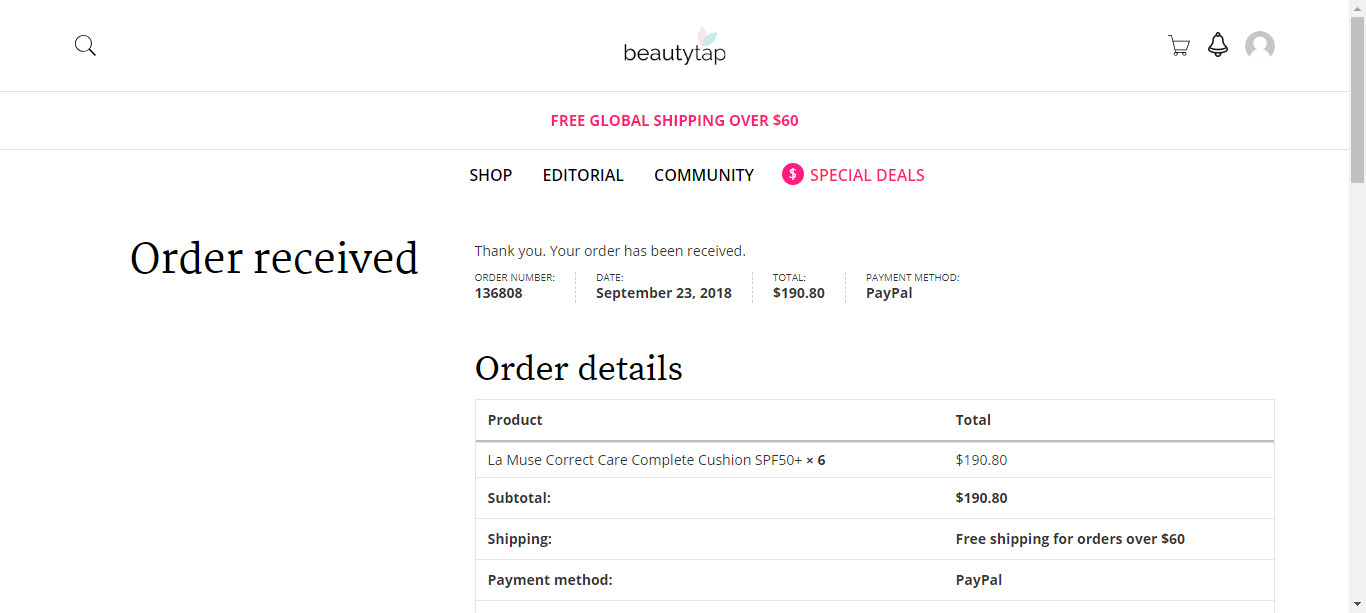 beautytap
FREE GLOBAL SHIPPING OVER $60
SHOP EDITORIAL COMMUNITY $ SPECIAL DEALS
Order received
Thank you. Your order has been received.
ORDER NUMBER: DATE: TOTAL: PAYMENT METHOD:
136808 September 23, 2018 $190.80 PayPal
Order details
Product Total
La Muse Correct Care Complete Cushion SPF50+ × 6 $190.80
Subtotal: $190.80
Shipping: Free shipping for orders over $60
Payment method: PayPal